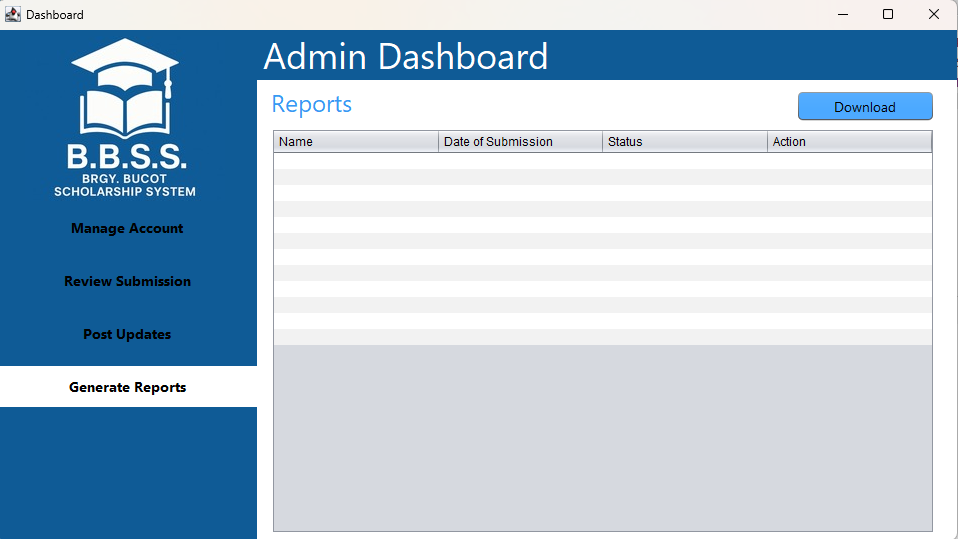 Dashboard
Admin Dashboard
B.B.S.S.
BRGY. BUCOT
SCHOLARSHIP SYSTEM
Manage Account
Review Submission
Post Updates
Generate Reports
Reports
Download
Name Date of Submission Status Action